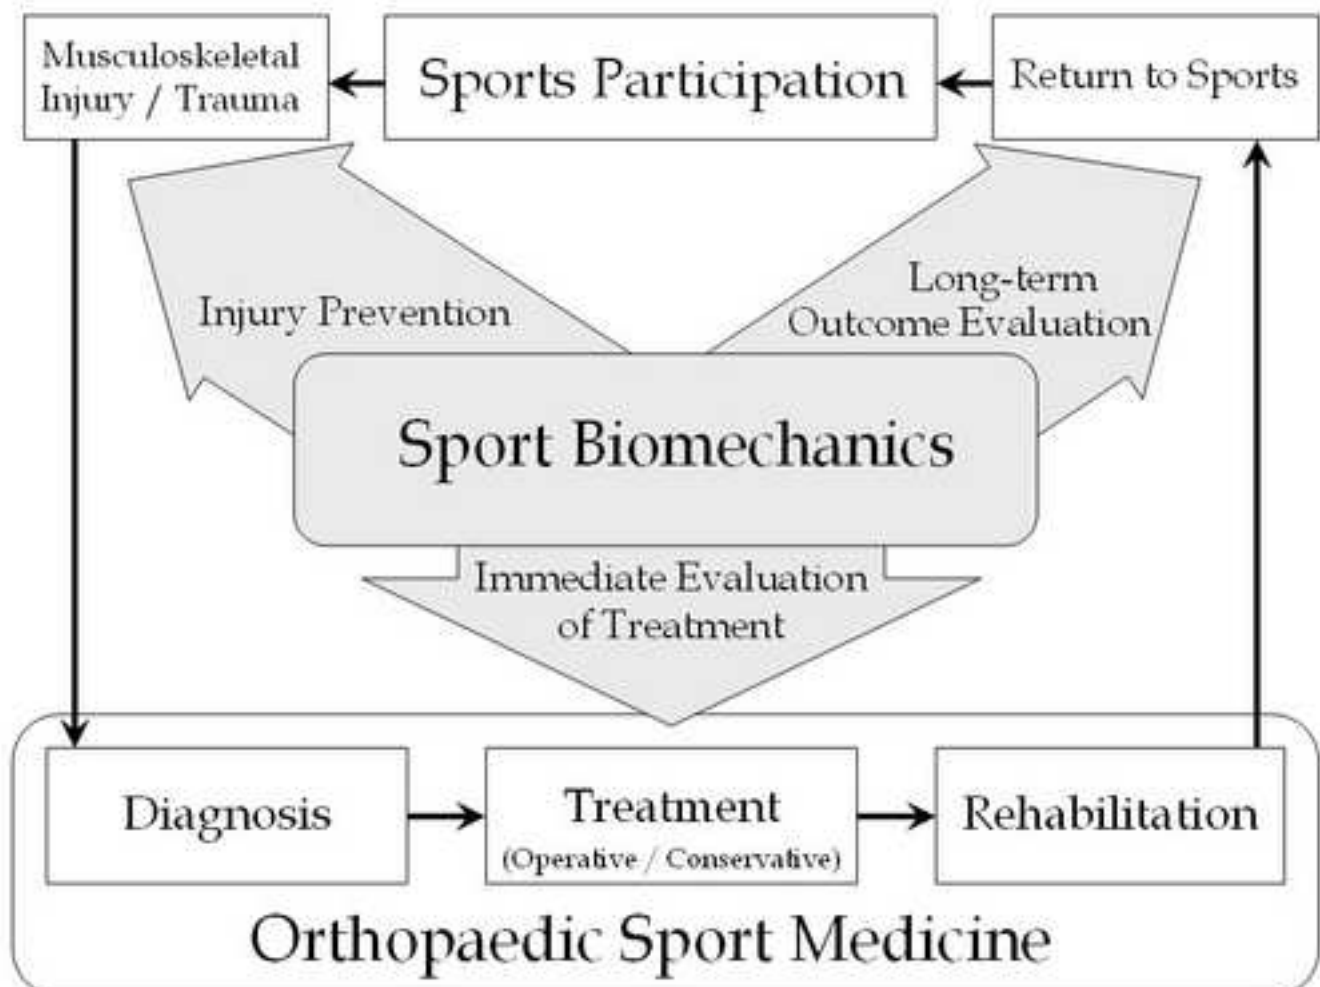 Musculoskeletal
Injury / Trauma
Sports Participation
Return to Sports
Injury Prevention
Long-term
Outcome Evaluation
Sport Biomechanics
Immediate Evaluation
of Treatment
Diagnosis
Treatment
(Operative / Conservative)
Rehabilitation
Orthopaedic Sport Medicine